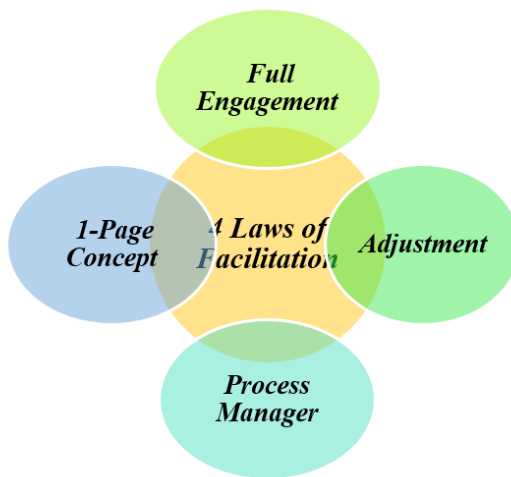 Full
Engagement
1-Page
Concept
4 Laws of
Facilitation
Adjustment
Process
Manager